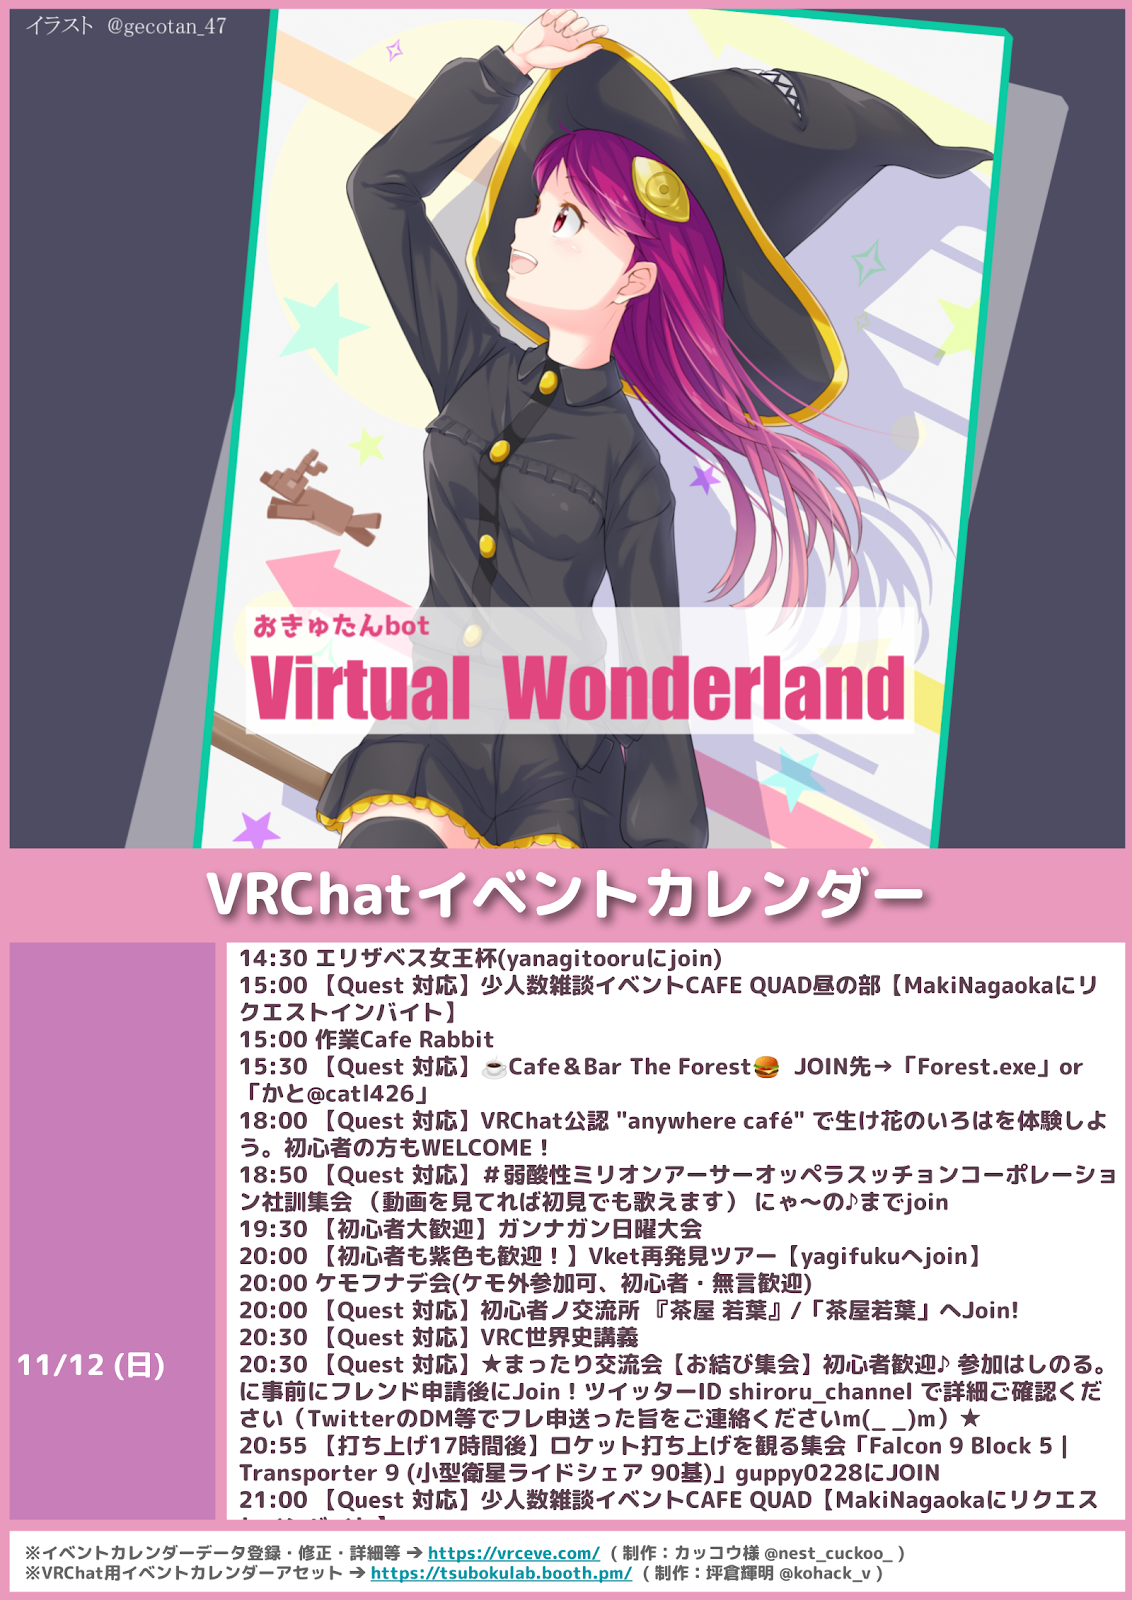 イラスト @gecotan_47
おきゅたんbot
Virtual Wonderland
VRChatイベントカレンダー
11/12 (日)
14:30 エリザベス女王杯(yanagitooruにjoin)
15:00 【Quest 対応】少人数雑談イベントCAFE QUAD昼の部【MakiNagaokaにリ
クエストインバイト】
15:00 作業Cafe Rabbit
15:30 【Quest 対応】☕Cafe＆Bar The Forest🍔 JOIN先→「Forest.exe」or
「かと@catl426」
18:00 【Quest 対応】VRChat公認 "anywhere café" で生け花のいろはを体験しよ
う。初心者の方もWELCOME！
18:50 【Quest 対応】＃弱酸性ミリオンアーサーオッペラスッチョンコーポレーショ
ン社訓集会 （動画を見てれば初見でも歌えます） にゃ〜の♪までjoin
19:30 【初心者大歓迎】ガンナガン日曜大会
20:00 【初心者も紫色も歓迎！】Vket再発見ツアー【yagifukuへjoin】
20:00 ケモフナデ会(ケモ外参加可、初心者・無言歓迎)
20:00 【Quest 対応】初心者ノ交流所 『茶屋 若葉』/「茶屋若葉」へJoin!
20:30 【Quest 対応】VRC世界史講義
20:30 【Quest 対応】★まったり交流会【お結び集会】初心者歓迎♪ 参加はしのる。
に事前にフレンド申請後にJoin！ツイッターID shiroru_channel で詳細ご確認くだ
さい（TwitterのDM等でフレ申送った旨をご連絡くださいm(_ _)m）★
20:55 【打ち上げ17時間後】ロケット打ち上げを観る集会「Falcon 9 Block 5 |
Transporter 9 (小型衛星ライドシェア 90基)」guppy0228にJOIN
21:00 【Quest 対応】少人数雑談イベントCAFE QUAD【MakiNagaokaにリクエス
※イベントカレンダーデータ登録・修正・詳細等 ➔ https://vrceve.com/ ( 制作：カッコウ様 @nest_cuckoo_ )
※VRChat用イベントカレンダーアセット ➔ https://tsubokulab.booth.pm/ ( 制作：坪倉輝明 @kohack_v )